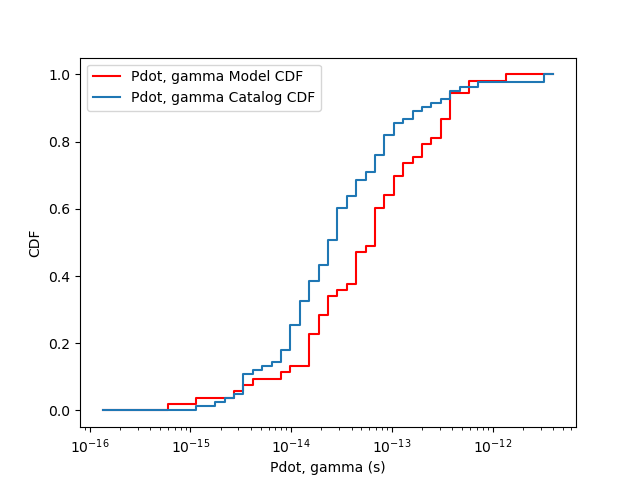 Pdot, gamma Model CDF
Pdot, gamma Catalog CDF
1.0
0.8
0.6
0.4
0.2
0.0
CDF
10⁻¹⁶ 10⁻¹⁵ 10⁻¹⁴ 10⁻¹³ 10⁻¹²
Pdot, gamma (s)